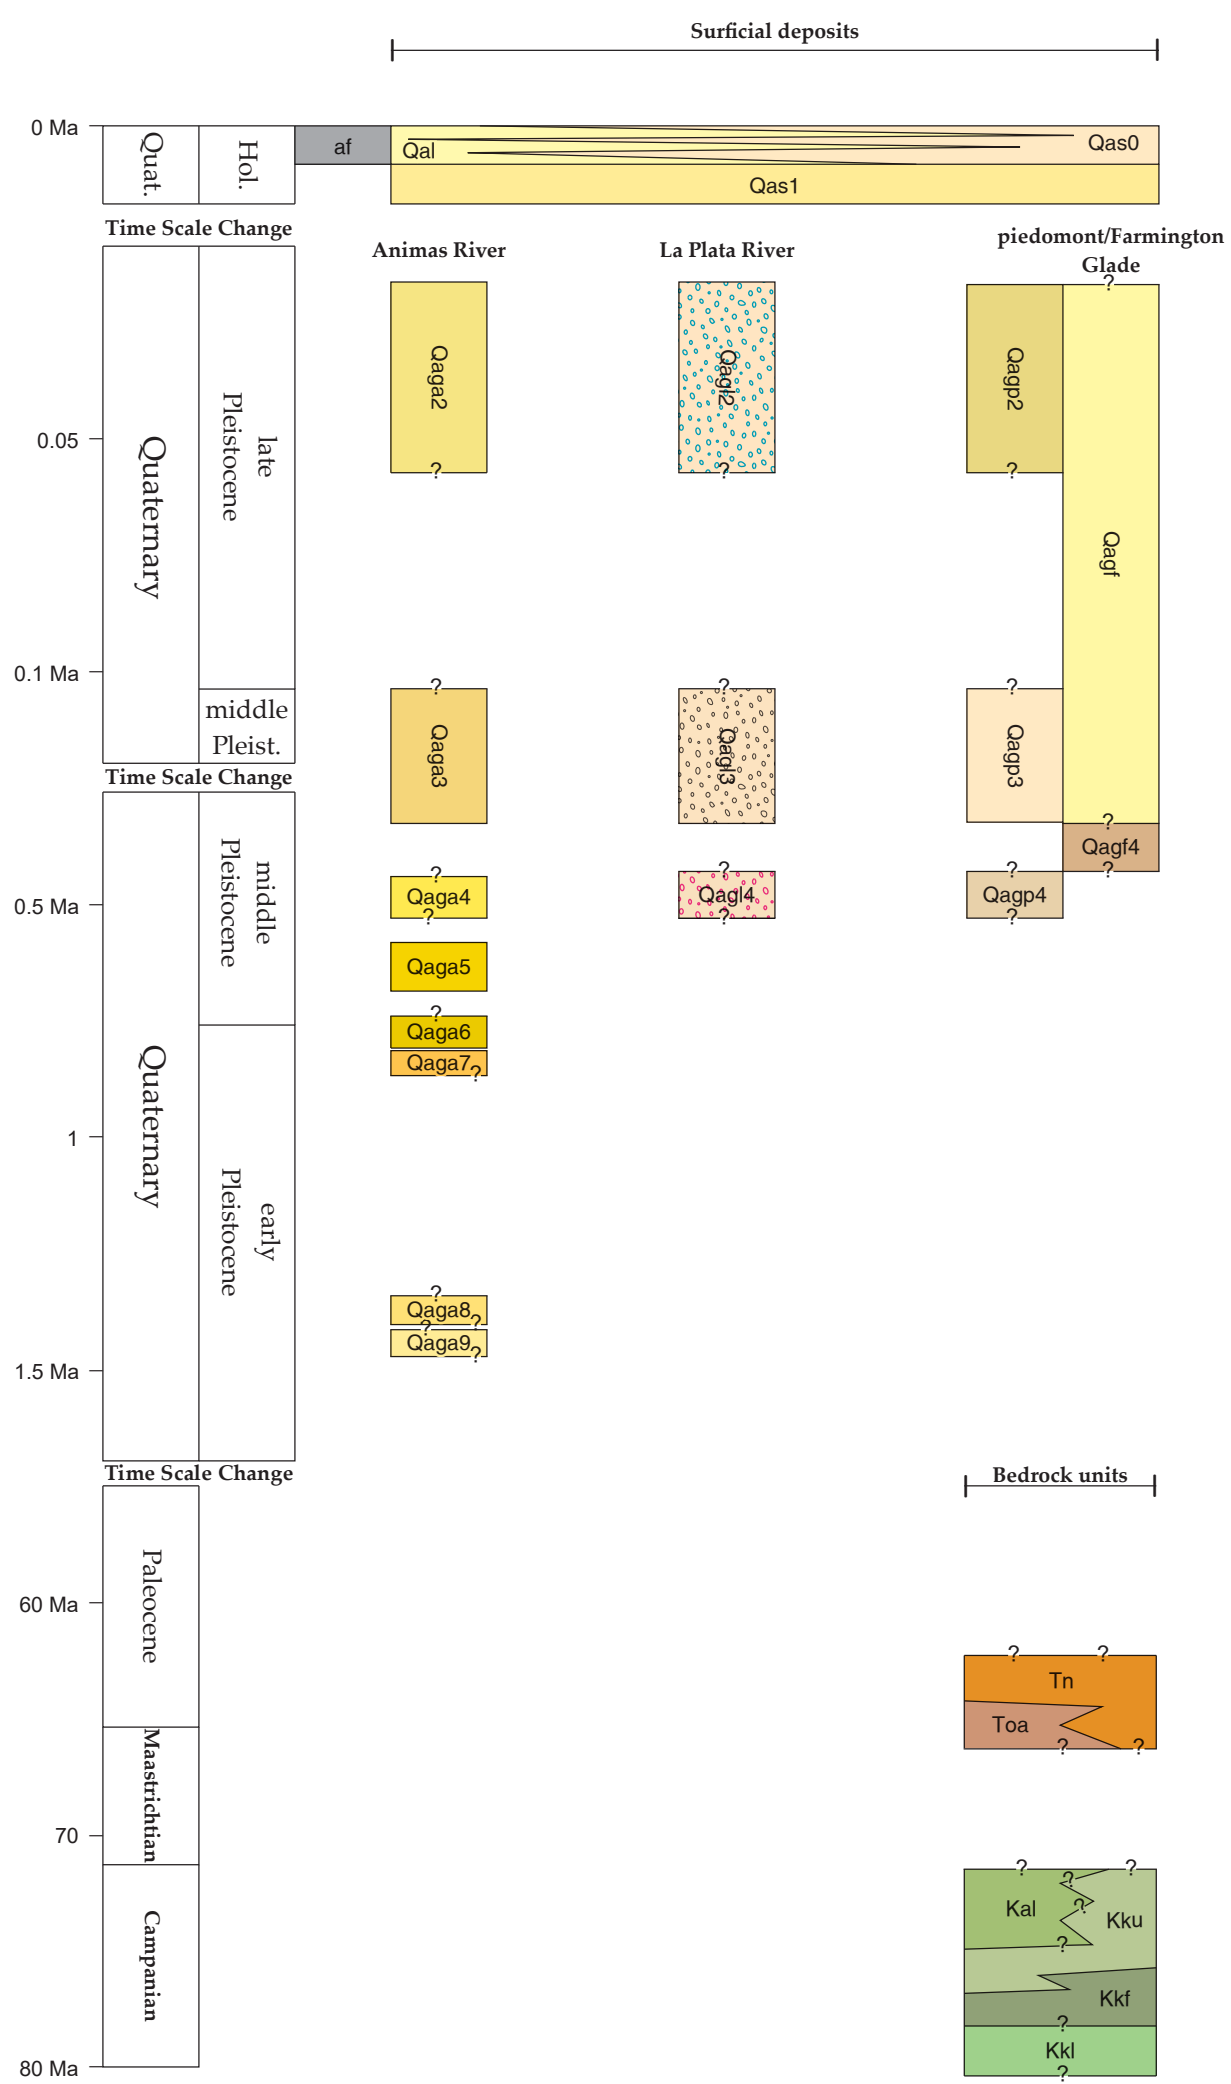 Surficial deposits
0 Ma
Quat.
Hol.
af
Qal
Qas0
Qas1
Time Scale Change
Animas River
La Plata River
piedomont/Farmington
Glade
?
Quaternary
late
Pleistocene
Qaga2
Qagl2
Qagp2
0.05
? ? ?
Qagf
0.1 Ma
? ? ?
middle
Pleist.
Qaga3
Qagl3
Qagp3
Time Scale Change
Quaternary
middle
Pleistocene
?
Qagf4
? ? ? ?
0.5 Ma
Qaga4
Qagl4
Qagp4
? ? ?
Qaga5
?
Qaga6
Qaga7
?
1
early
Pleistocene
?
Qaga8
?
?
Qaga9
?
1.5 Ma
Time Scale Change
Bedrock units
Paleocene
60 Ma
? ?
Tn
Toa
? ?
Maastrichtian
70
? ?
?
Kal
?
Kku
?
Campanian
Kkf
?
Kkl
80 Ma
?